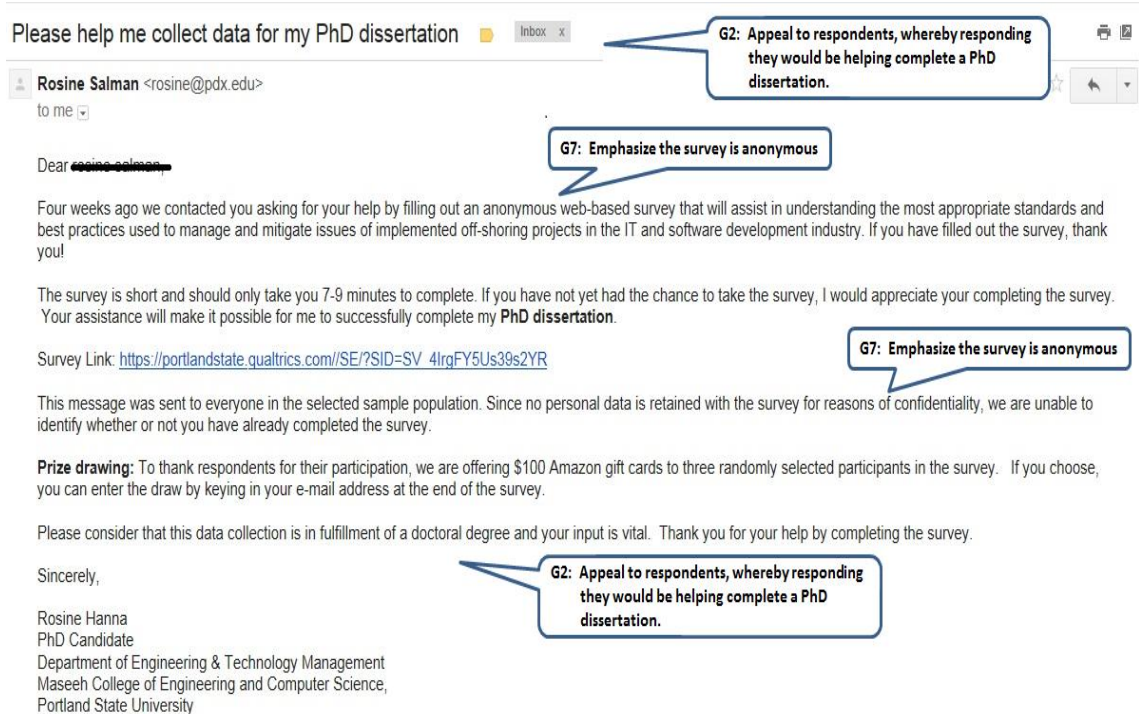 Please help me collect data for my PhD dissertation
Inbox x
G2: Appeal to respondents, whereby responding
they would be helping complete a PhD
dissertation.
Rosine Salman <rosine@pdx.edu>
to me
G7: Emphasize the survey is anonymous
Dear
Four weeks ago we contacted you asking for your help by filling out an anonymous web-based survey that will assist in understanding the most appropriate standards and
best practices used to manage and mitigate issues of implemented off-shoring projects in the IT and software development industry. If you have filled out the survey, thank
you!
The survey is short and should only take you 7-9 minutes to complete. If you have not yet had the chance to take the survey, I would appreciate your completing the survey.
Your assistance will make it possible for me to successfully complete my PhD dissertation.
Survey Link: https://portlandstate.qualtrics.com//SE/?SID=SV_4IrgFY5Us39s2YR
G7: Emphasize the survey is anonymous
This message was sent to everyone in the selected sample population. Since no personal data is retained with the survey for reasons of confidentiality, we are unable to
identify whether or not you have already completed the survey.
Prize drawing: To thank respondents for their participation, we are offering $100 Amazon gift cards to three randomly selected participants in the survey. If you choose,
you can enter the draw by keying in your e-mail address at the end of the survey.
Please consider that this data collection is in fulfillment of a doctoral degree and your input is vital. Thank you for your help by completing the survey.
G2: Appeal to respondents, whereby responding
they would be helping complete a PhD
dissertation.
Sincerely,
Rosine Hanna
PhD Candidate
Department of Engineering & Technology Management
Maseeh College of Engineering and Computer Science,
Portland State University